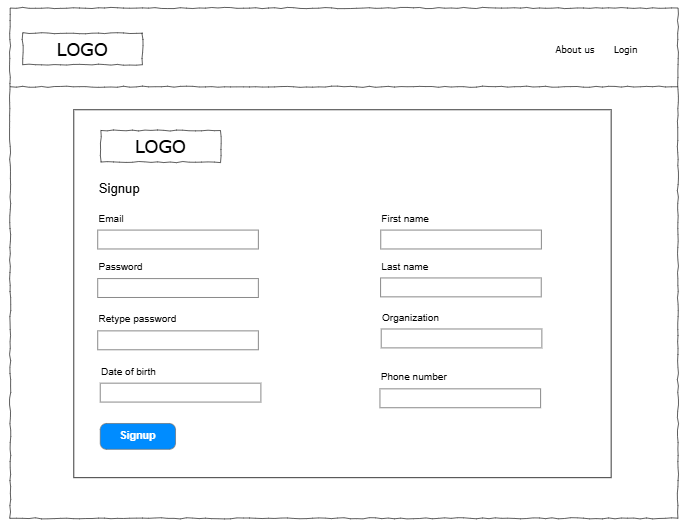 LOGO
About us
Login
LOGO
Signup
Email
First name
Password
Last name
Retype password
Organization
Date of birth
Phone number
Signup